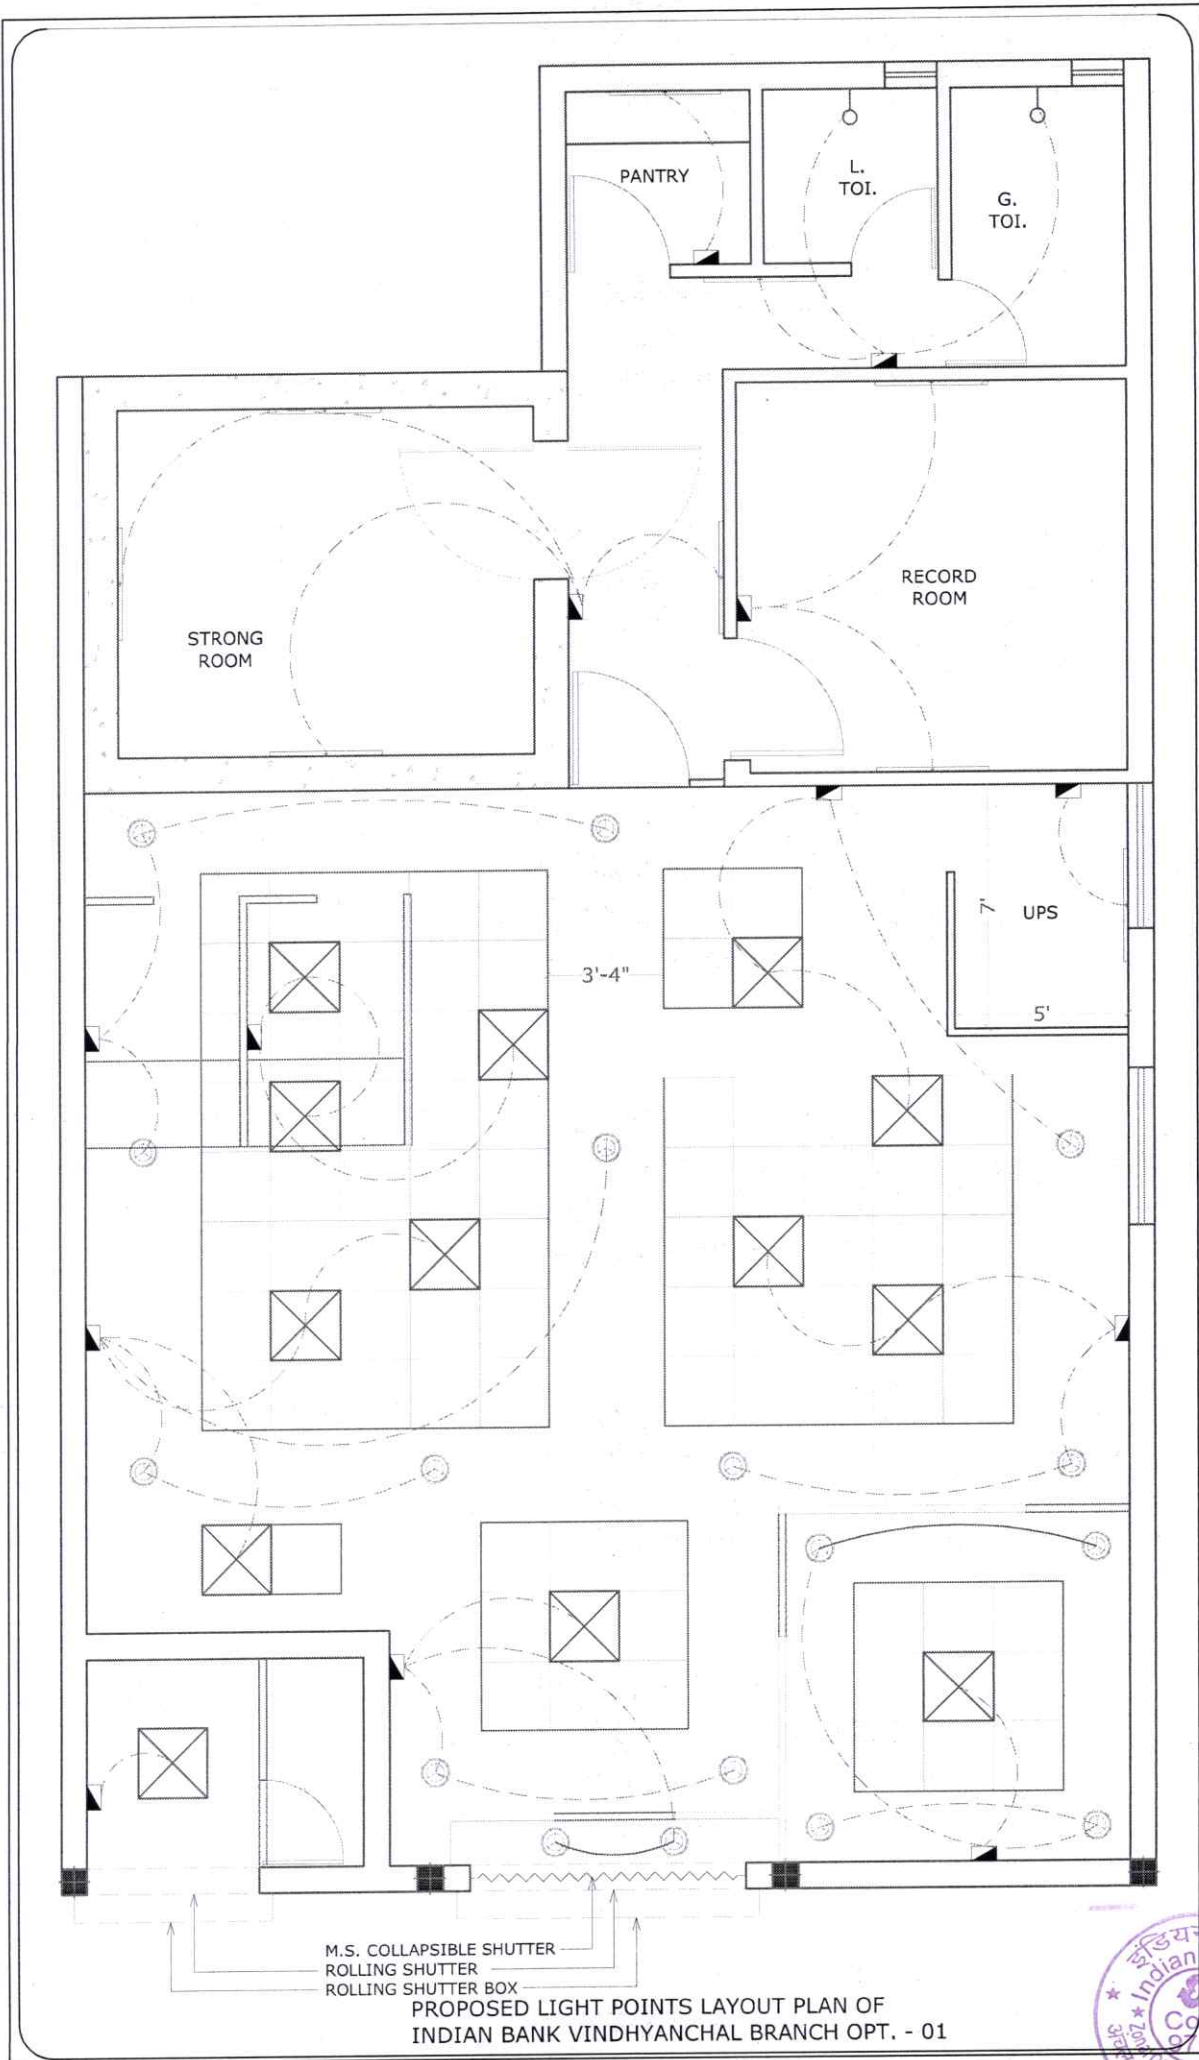 PANTRY
L.
TOI.
G.
TOI.
RECORD
ROOM
STRONG
ROOM
7'
UPS
3'-4"
5'
M.S. COLLAPSIBLE SHUTTER
ROLLING SHUTTER
ROLLING SHUTTER BOX
PROPOSED LIGHT POINTS LAYOUT PLAN OF
INDIAN BANK VINDHYANCHAL BRANCH OPT. - 01
Indian